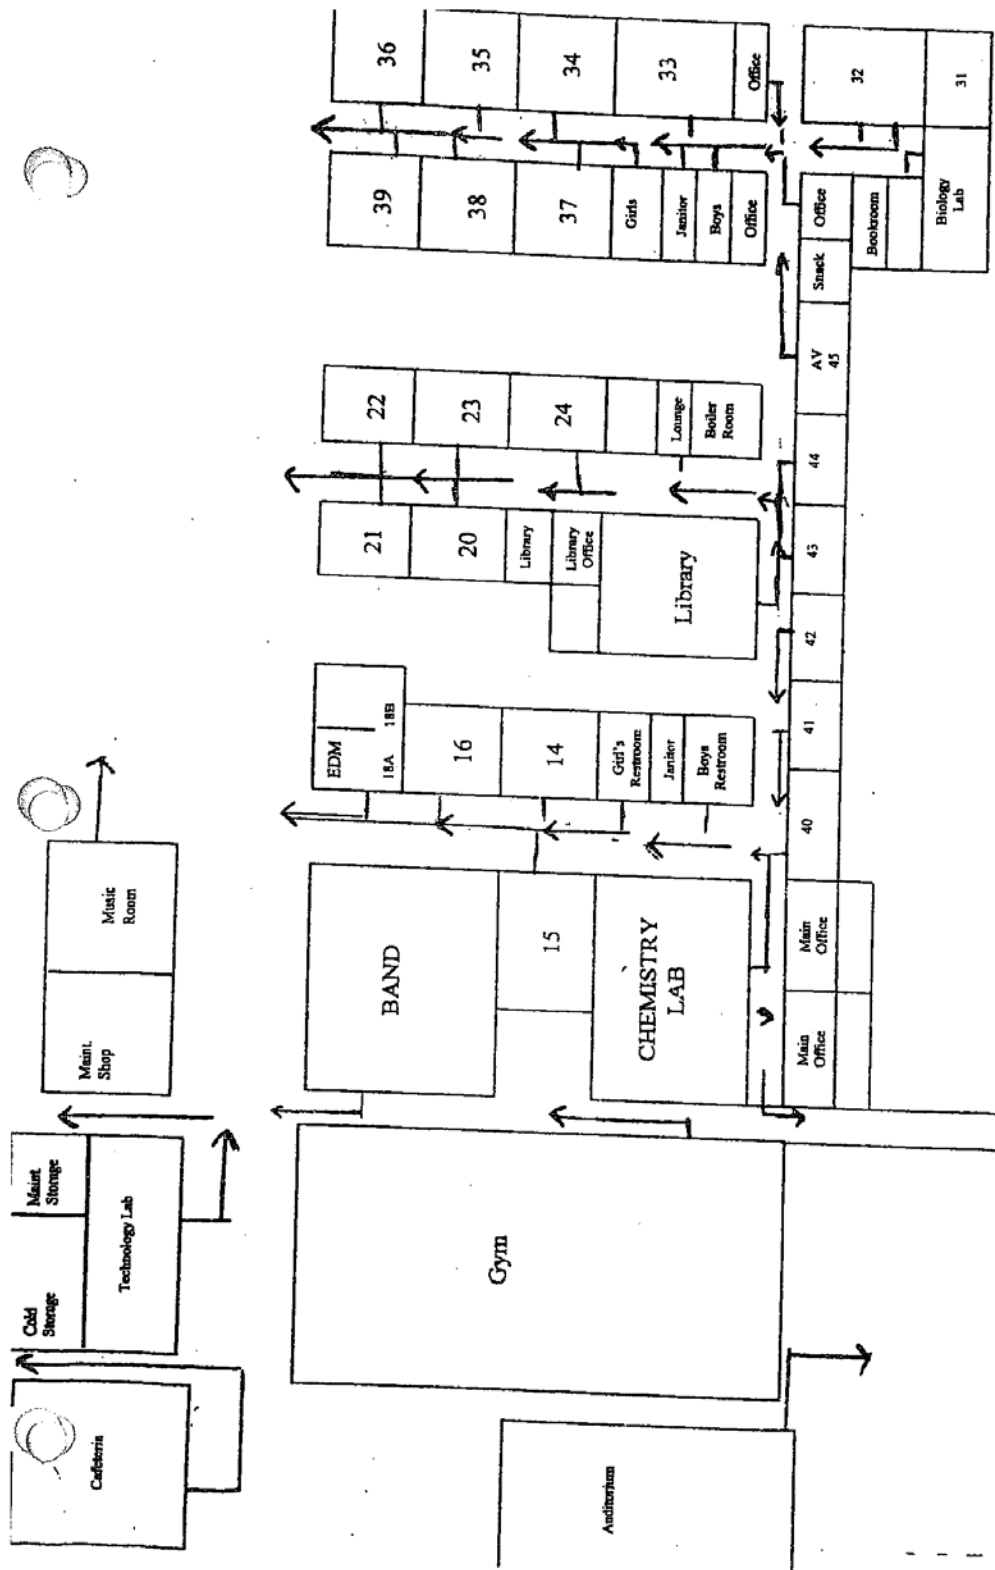 36
35
34
33
Office
32
31
39
38
37
Girls
Janitor
Boys
Office
Office
Bookroom
Biology
Lab
Snack
AV
45
22
23
24
Lounge
Boiler
Room
44
21
20
Library
Library
Office
Library
43
42
EDM
18A
18B
16
14
Girl's
Restroom
Janitor
Boys
Restroom
41
40
Music
Room
Maint.
Shop
BAND
15
CHEMISTRY
LAB
Main
Office
Main
Office
Maint
Storage
Cold
Storage
Technology Lab
Gym
Cafeteria
Auditorium